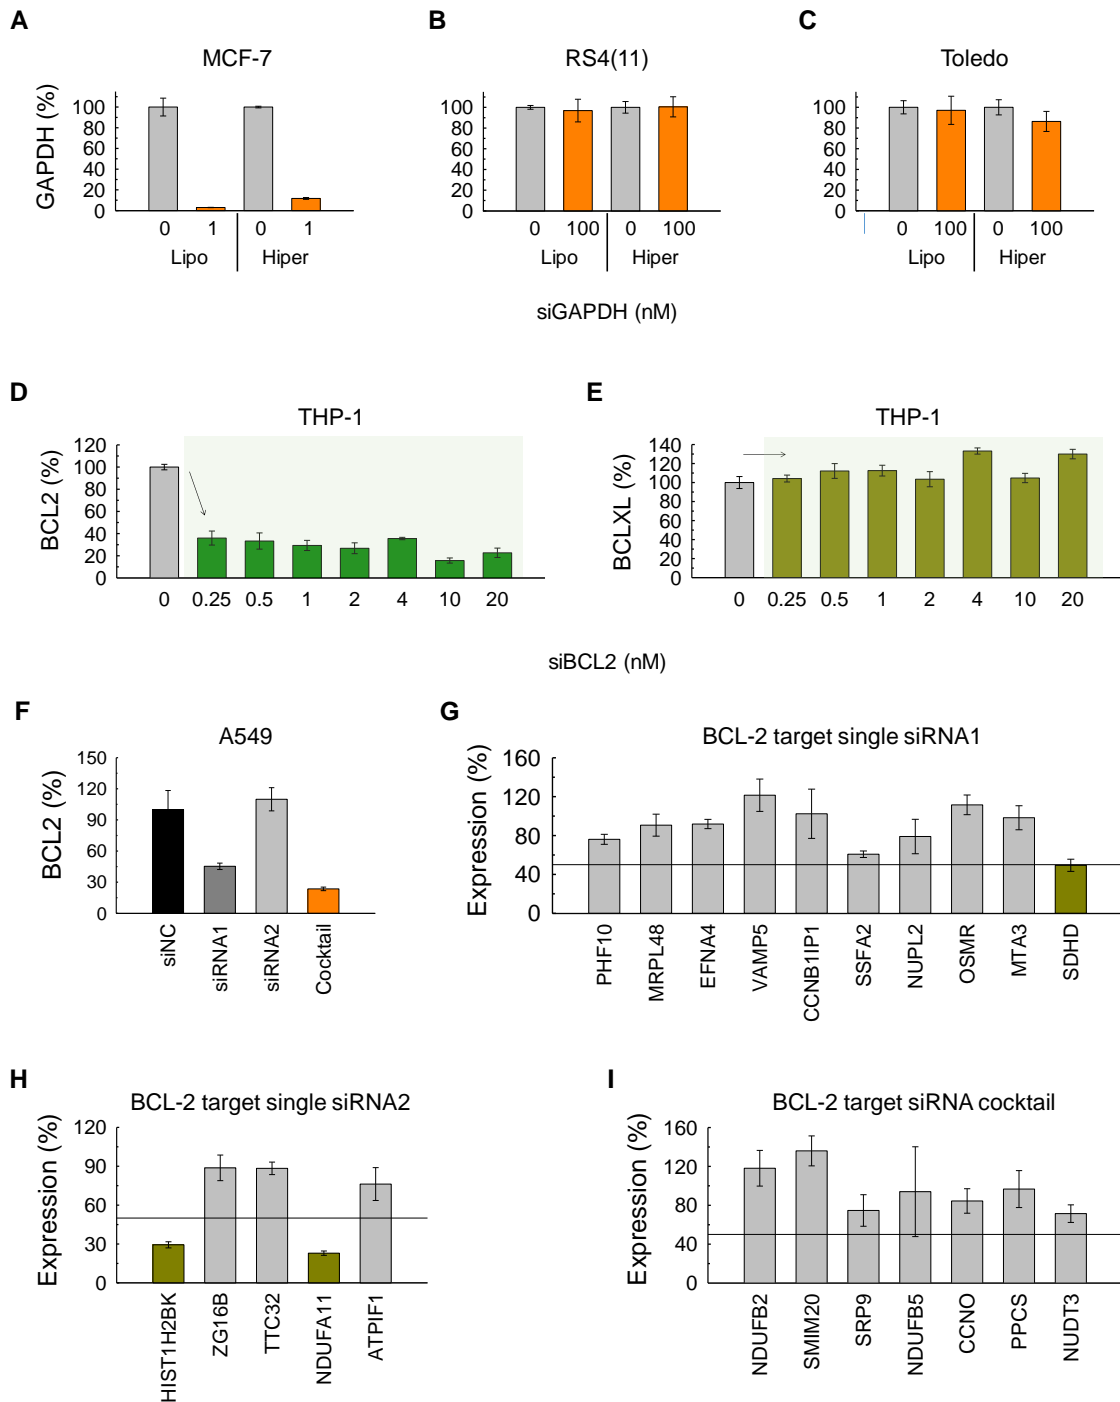 A
B
C
MCF-7
RS4(11)
Toledo
GAPDH (%)
100
80
60
40
20
0
100
80
60
40
20
0
100
80
60
40
20
0
0 1 0 1
Lipo Hiper
0 100 0 100
Lipo Hiper
0 100 0 100
Lipo Hiper
siGAPDH (nM)
D
E
THP-1
THP-1
BCL2 (%)
120
100
80
60
40
20
0
0 0.25 0.5 1 2 4 10 20
BCLXL (%)
140
120
100
80
60
40
20
0
0 0.25 0.5 1 2 4 10 20
siBCL2 (nM)
F
G
A549
BCL2 (%)
150
120
90
60
30
0
siNC
siRNA1
siRNA2
Cocktail
BCL-2 target single siRNA1
Expression (%)
160
120
80
40
0
PHF10
MRPL48
EFNA4
VAMP5
CCNB1IP1
SSFA2
NUPL2
OSMR
MTA3
SDHD
H
I
BCL-2 target single siRNA2
Expression (%)
120
90
60
30
0
HIST1H2BK
ZG16B
TTC32
NDUFA11
ATPIF1
BCL-2 target siRNA cocktail
Expression (%)
160
120
80
40
0
NDUFB2
SMIM20
SRP9
NDUFB5
CCNO
PPCS
NUDT3